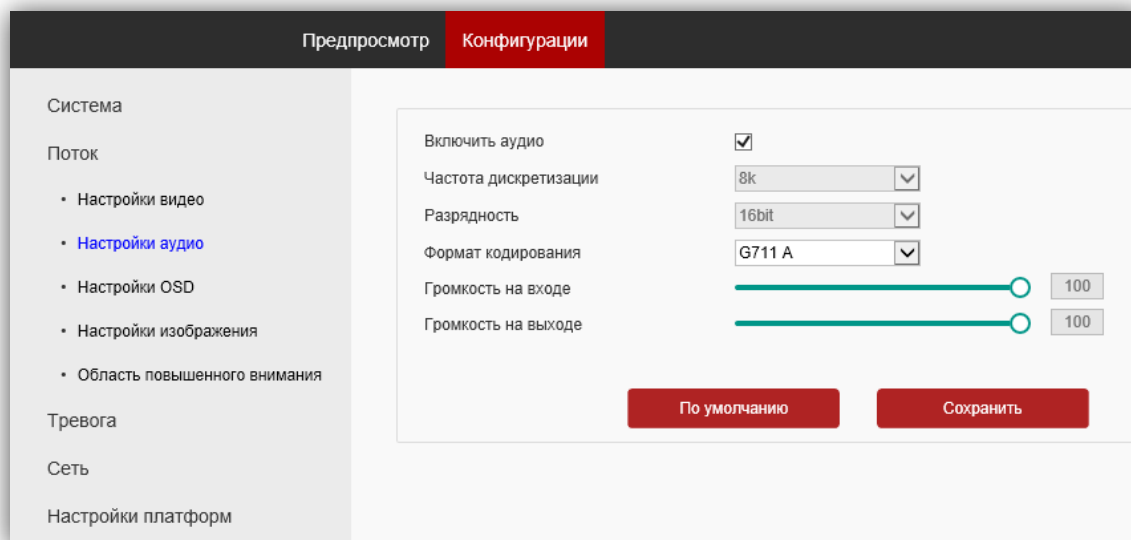 Предпросмотр Конфигурации
Система
Поток
• Настройки видео
• Настройки аудио
• Настройки OSD
• Настройки изображения
• Область повышенного внимания
Тревога
Сеть
Настройки платформ
Включить аудио
Частота дискретизации 8k
Разрядность 16bit
Формат кодирования G711 A
Громкость на входе 100
Громкость на выходе 100
По умолчанию Сохранить